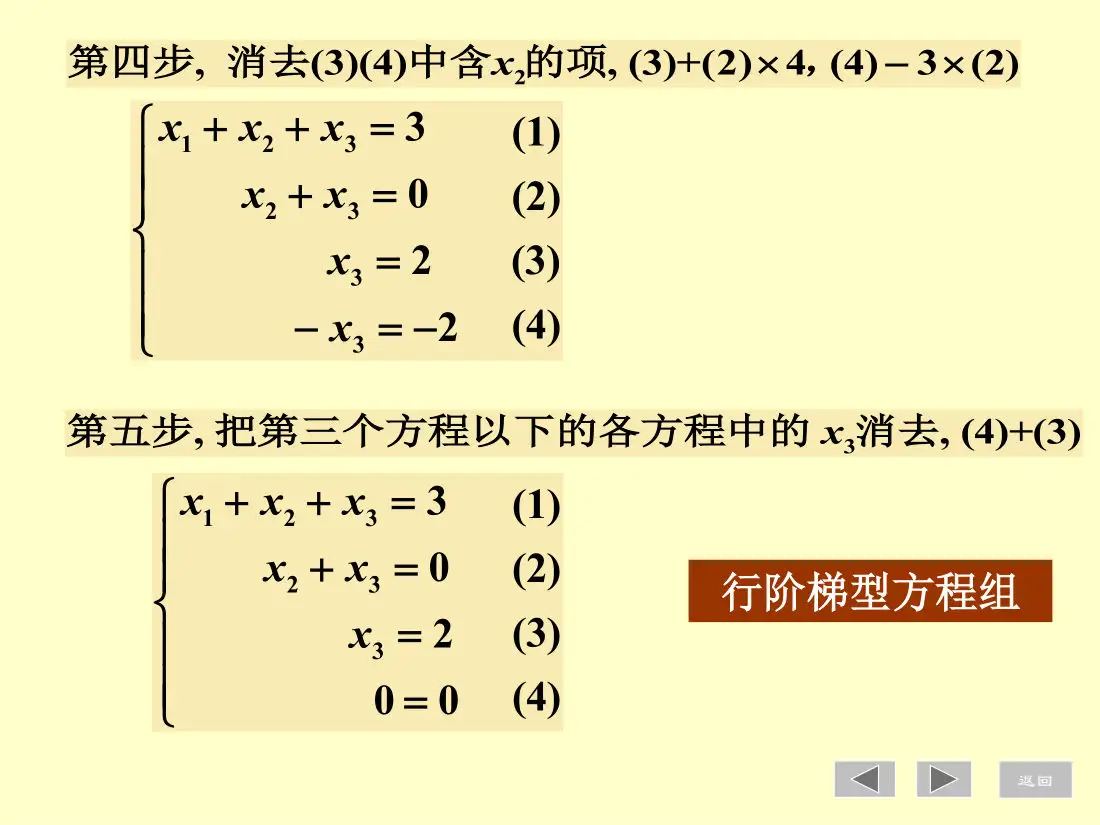 第四步, 消去(3)(4)中含x₂的项, (3)+(2)×4, (4)−3×(2)
x₁ + x₂ + x₃ = 3 (1)
x₂ + x₃ = 0 (2)
x₃ = 2 (3)
− x₃ = −2 (4)
第五步, 把第三个方程以下的各方程中的 x₃消去, (4)+(3)
x₁ + x₂ + x₃ = 3 (1)
x₂ + x₃ = 0 (2)
x₃ = 2 (3)
0 = 0 (4)
行阶梯型方程组
返回